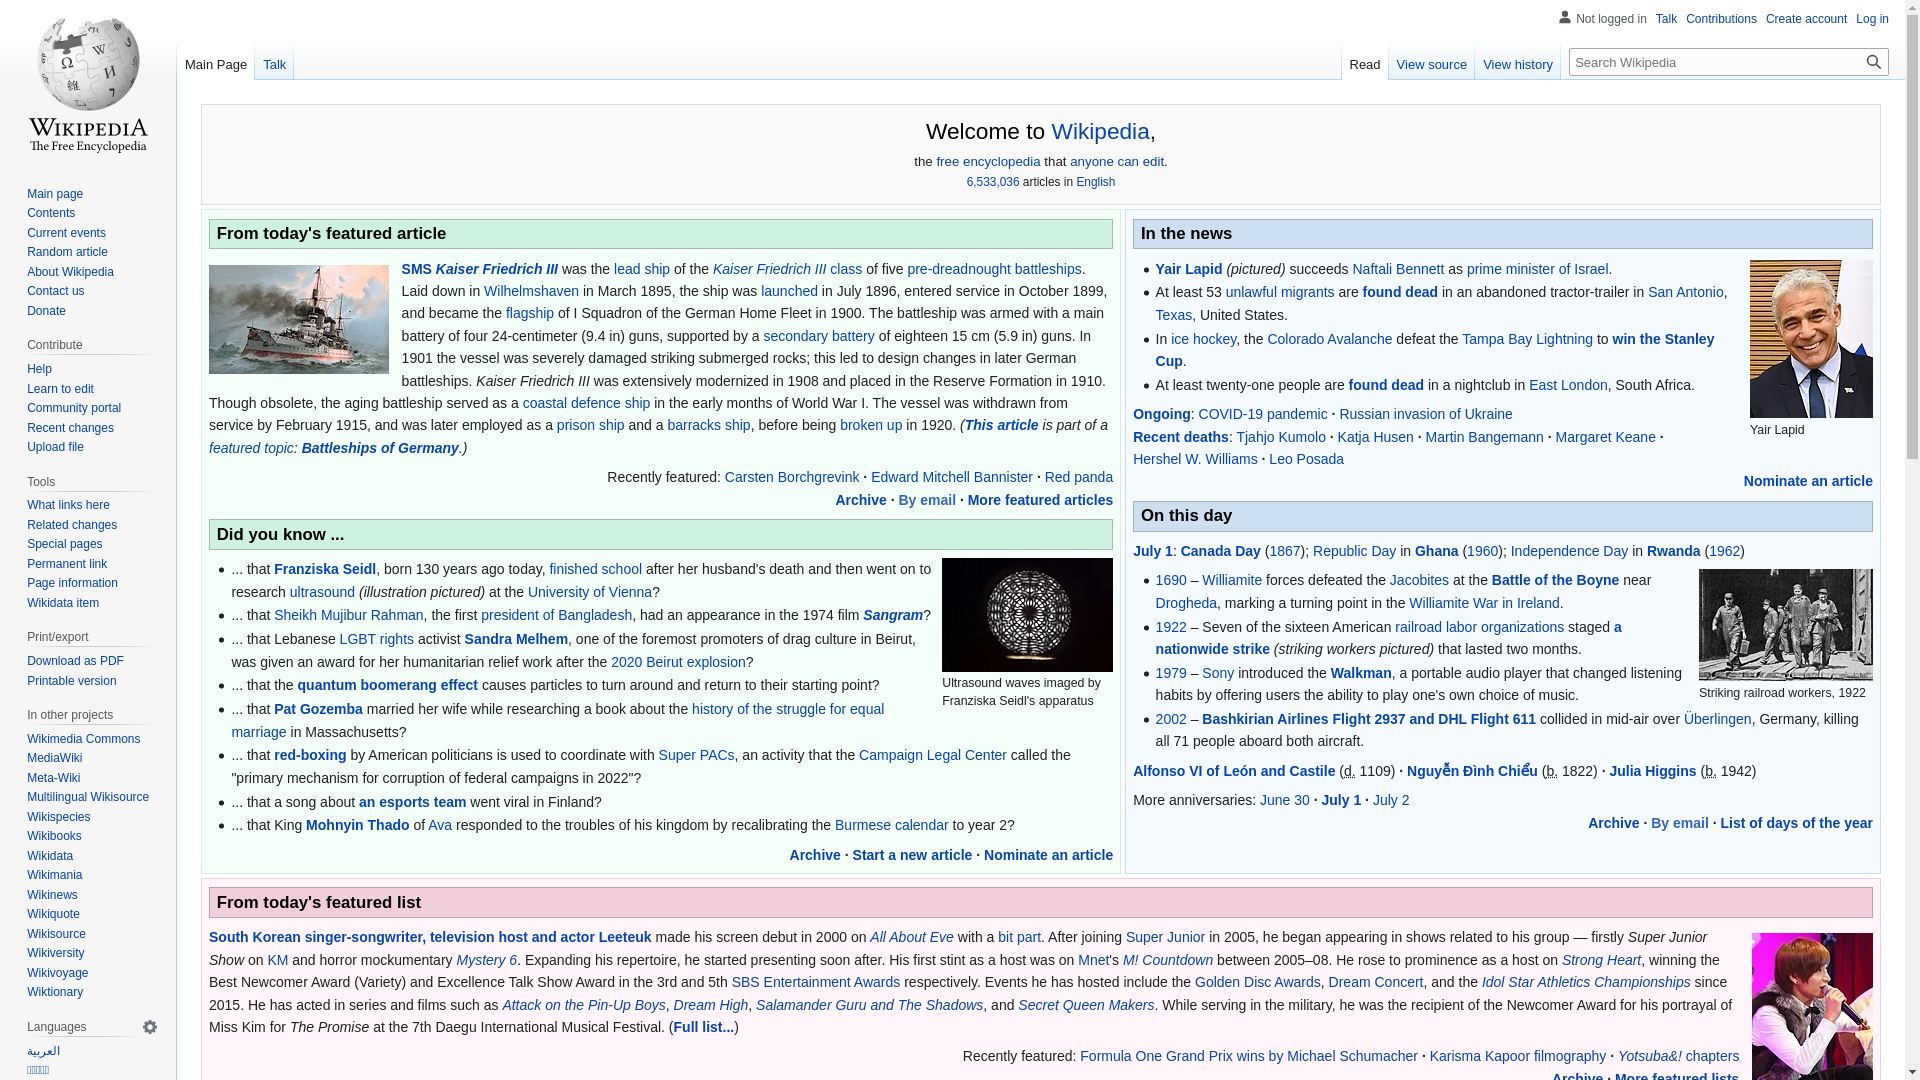 Not logged in Talk Contributions Create account Log in
Main Page Talk
Read View source View history Search Wikipedia
WIKIPEDIA
The Free Encyclopedia
Main page
Contents
Current events
Random article
About Wikipedia
Contact us
Donate
Contribute
Help
Learn to edit
Community portal
Recent changes
Upload file
Tools
What links here
Related changes
Special pages
Permanent link
Page information
Wikidata item
Print/export
Download as PDF
Printable version
In other projects
Wikimedia Commons
MediaWiki
Meta-Wiki
Multilingual Wikisource
Wikispecies
Wikibooks
Wikidata
Wikimania
Wikinews
Wikiquote
Wikisource
Wikiversity
Wikivoyage
Wiktionary
Languages
العربية
Welcome to Wikipedia,
the free encyclopedia that anyone can edit.
6,533,036 articles in English
From today's featured article
SMS Kaiser Friedrich III was the lead ship of the Kaiser Friedrich III class of five pre-dreadnought battleships.
Laid down in Wilhelmshaven in March 1895, the ship was launched in July 1896, entered service in October 1899,
and became the flagship of I Squadron of the German Home Fleet in 1900. The battleship was armed with a main
battery of four 24-centimeter (9.4 in) guns, supported by a secondary battery of eighteen 15 cm (5.9 in) guns. In
1901 the vessel was severely damaged striking submerged rocks; this led to design changes in later German
battleships. Kaiser Friedrich III was extensively modernized in 1908 and placed in the Reserve Formation in 1910.
Though obsolete, the aging battleship served as a coastal defence ship in the early months of World War I. The vessel was withdrawn from
service by February 1915, and was later employed as a prison ship and a barracks ship, before being broken up in 1920. (This article is part of a
featured topic: Battleships of Germany.)
Recently featured: Carsten Borchgrevink · Edward Mitchell Bannister · Red panda
Archive · By email · More featured articles
Did you know ...
... that Franziska Seidl, born 130 years ago today, finished school after her husband's death and then went on to
research ultrasound (illustration pictured) at the University of Vienna?
... that Sheikh Mujibur Rahman, the first president of Bangladesh, had an appearance in the 1974 film Sangram?
... that Lebanese LGBT rights activist Sandra Melhem, one of the foremost promoters of drag culture in Beirut,
was given an award for her humanitarian relief work after the 2020 Beirut explosion?
... that the quantum boomerang effect causes particles to turn around and return to their starting point?
... that Pat Gozemba married her wife while researching a book about the history of the struggle for equal
marriage in Massachusetts?
... that red-boxing by American politicians is used to coordinate with Super PACs, an activity that the Campaign Legal Center called the
"primary mechanism for corruption of federal campaigns in 2022"?
... that a song about an esports team went viral in Finland?
... that King Mohnyin Thado of Ava responded to the troubles of his kingdom by recalibrating the Burmese calendar to year 2?
Ultrasound waves imaged by
Franziska Seidl's apparatus
Archive · Start a new article · Nominate an article
In the news
Yair Lapid (pictured) succeeds Naftali Bennett as prime minister of Israel.
At least 53 unlawful migrants are found dead in an abandoned tractor-trailer in San Antonio,
Texas, United States.
In ice hockey, the Colorado Avalanche defeat the Tampa Bay Lightning to win the Stanley
Cup.
At least twenty-one people are found dead in a nightclub in East London, South Africa.
Yair Lapid
Ongoing: COVID-19 pandemic · Russian invasion of Ukraine
Recent deaths: Tjahjo Kumolo · Katja Husen · Martin Bangemann · Margaret Keane ·
Hershel W. Williams · Leo Posada
Nominate an article
On this day
July 1: Canada Day (1867); Republic Day in Ghana (1960); Independence Day in Rwanda (1962)
1690 – Williamite forces defeated the Jacobites at the Battle of the Boyne near
Drogheda, marking a turning point in the Williamite War in Ireland.
1922 – Seven of the sixteen American railroad labor organizations staged a
nationwide strike (striking workers pictured) that lasted two months.
1979 – Sony introduced the Walkman, a portable audio player that changed listening
habits by offering users the ability to play one's own choice of music.
2002 – Bashkirian Airlines Flight 2937 and DHL Flight 611 collided in mid-air over Überlingen, Germany, killing
all 71 people aboard both aircraft.
Striking railroad workers, 1922
Alfonso VI of León and Castile (d. 1109) · Nguyễn Đình Chiểu (b. 1822) · Julia Higgins (b. 1942)
More anniversaries: June 30 · July 1 · July 2
Archive · By email · List of days of the year
From today's featured list
South Korean singer-songwriter, television host and actor Leeteuk made his screen debut in 2000 on All About Eve with a bit part. After joining Super Junior in 2005, he began appearing in shows related to his group — firstly Super Junior
Show on KM and horror mockumentary Mystery 6. Expanding his repertoire, he started presenting soon after. His first stint as a host was on Mnet's M! Countdown between 2005–08. He rose to prominence as a host on Strong Heart, winning the
Best Newcomer Award (Variety) and Excellence Talk Show Award in the 3rd and 5th SBS Entertainment Awards respectively. Events he has hosted include the Golden Disc Awards, Dream Concert, and the Idol Star Athletics Championships since
2015. He has acted in series and films such as Attack on the Pin-Up Boys, Dream High, Salamander Guru and The Shadows, and Secret Queen Makers. While serving in the military, he was the recipient of the Newcomer Award for his portrayal of
Miss Kim for The Promise at the 7th Daegu International Musical Festival. (Full list...)
Recently featured: Formula One Grand Prix wins by Michael Schumacher · Karisma Kapoor filmography · Yotsuba&! chapters
Archive · More featured lists